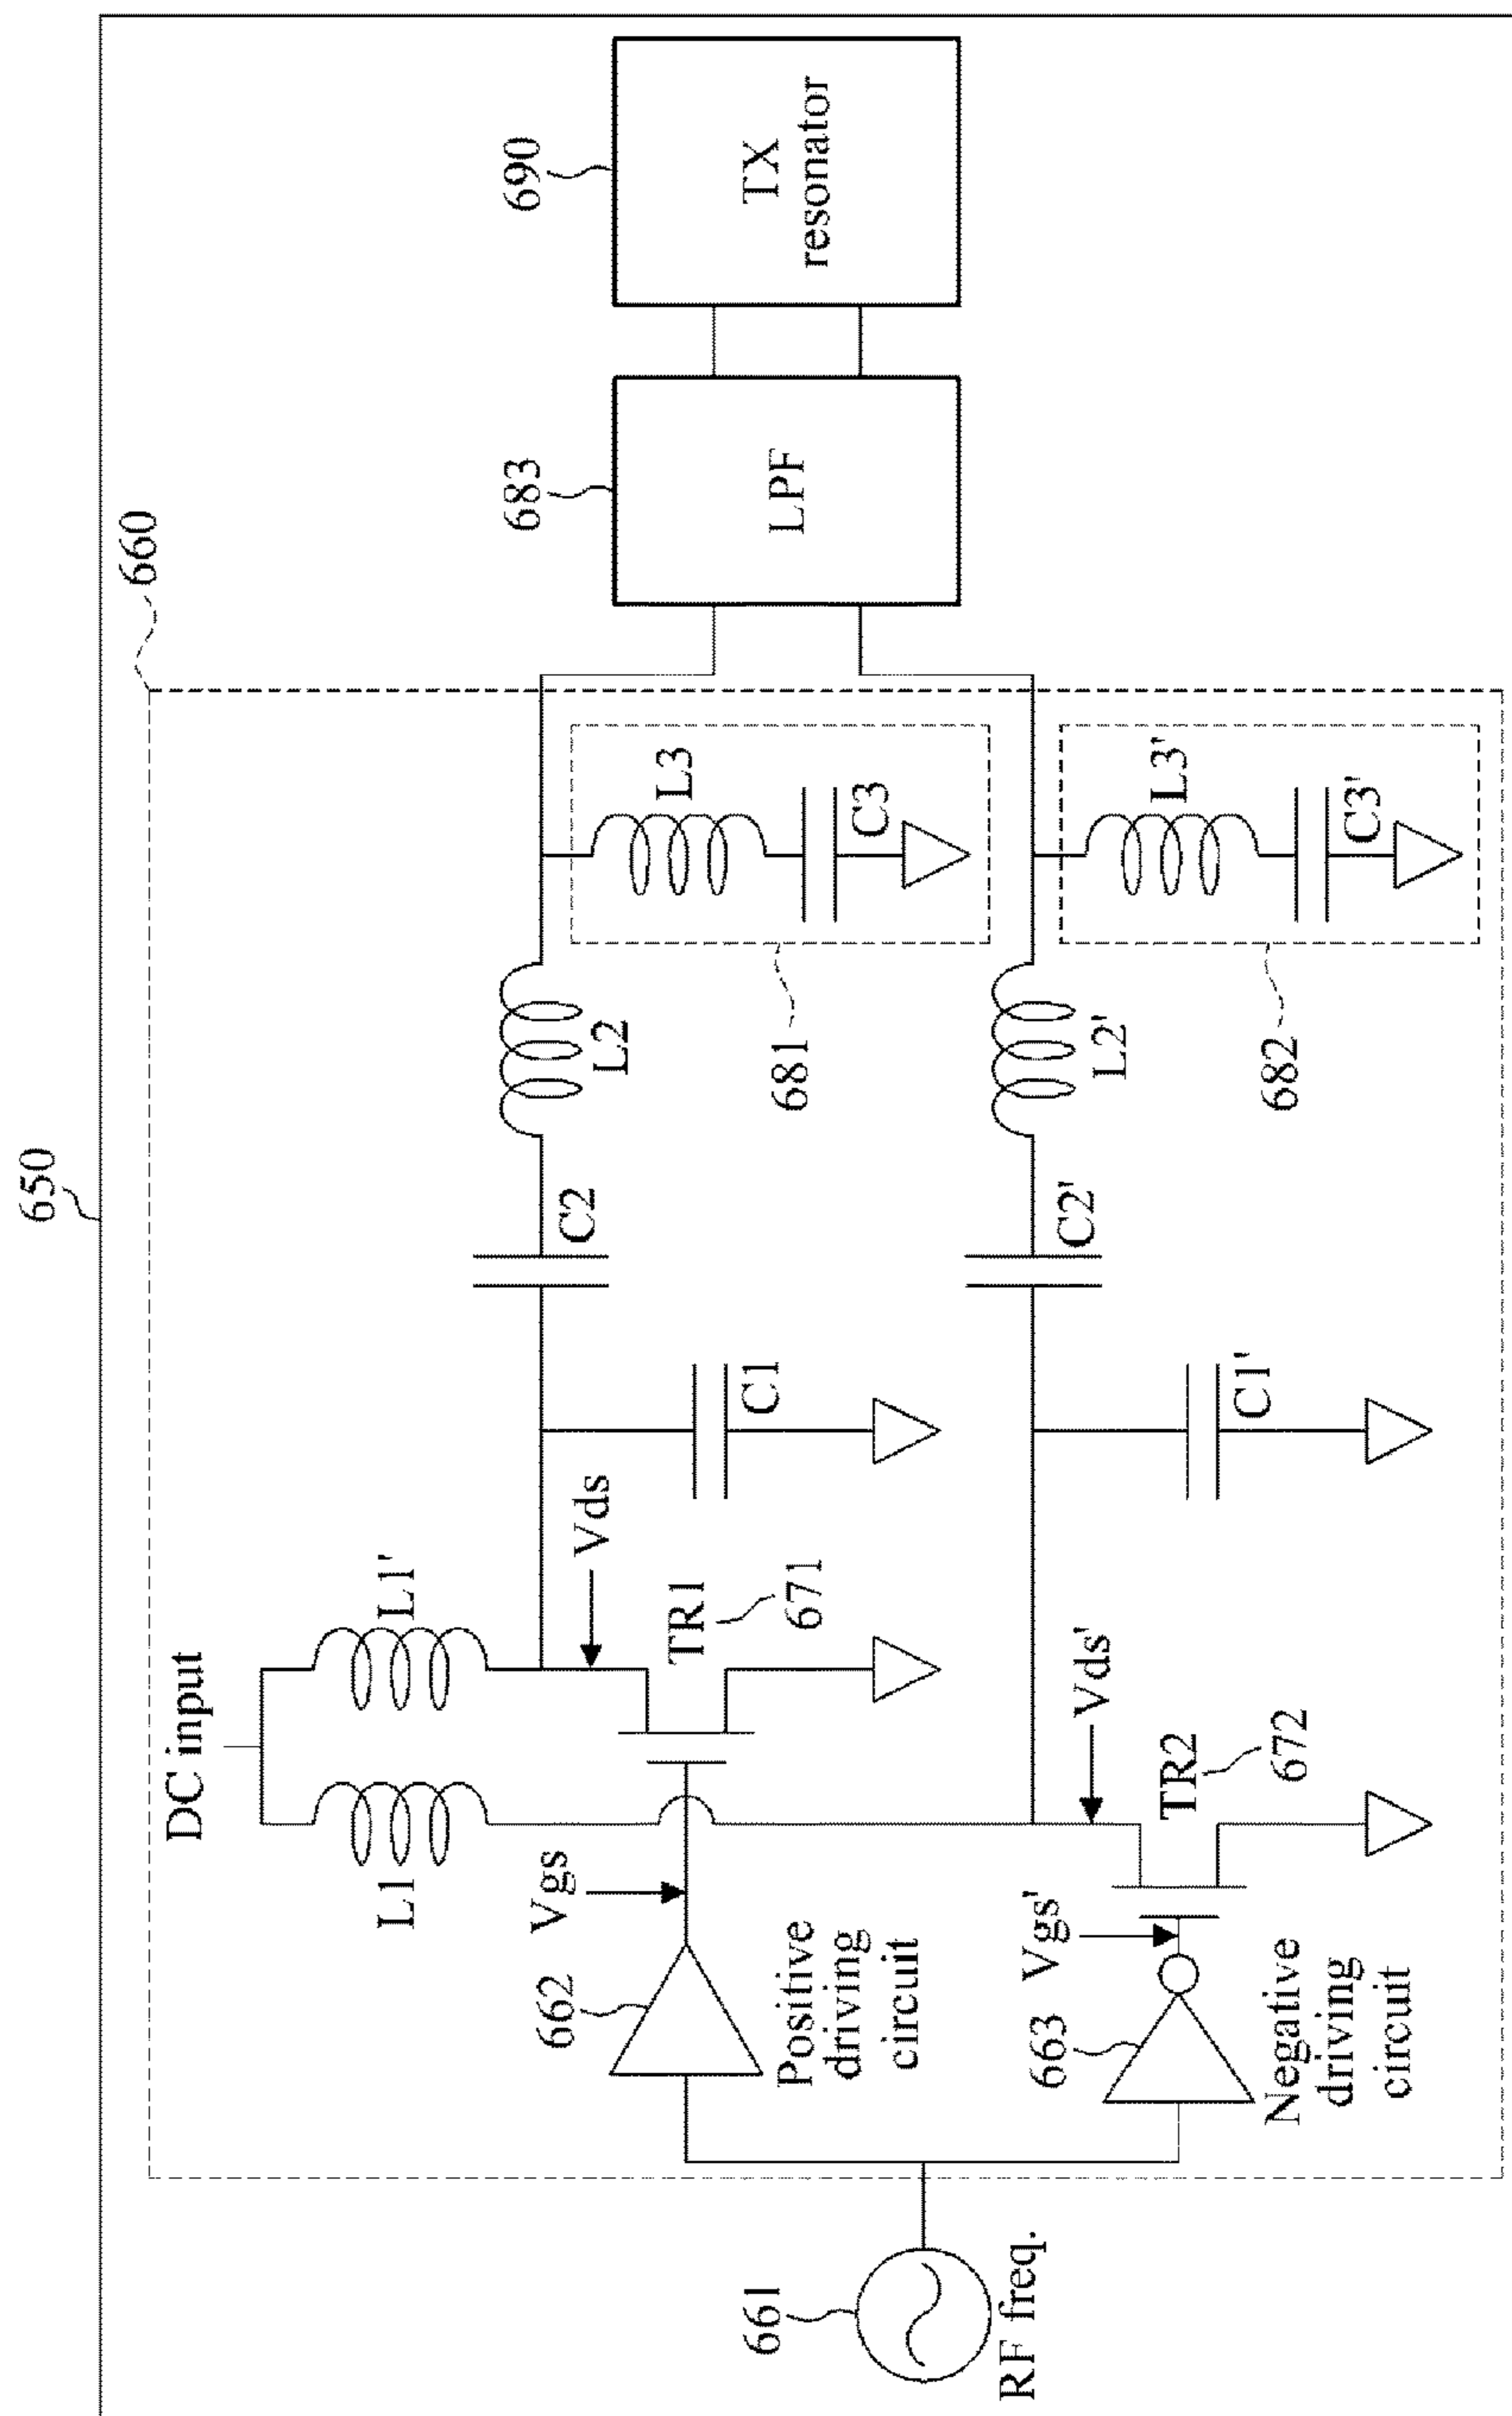 650
660
DC input
L1
L1'
690
TX
resonator
683
LPF
Vgs
662
Positive
driving
circuit
Vds
TR1
671
C1
C2
L2
L3
C3
681
661
RF freq.
Vgs'
663
Negative
driving
circuit
Vds'
TR2
672
C1'
C2'
L2'
L3'
C3'
682